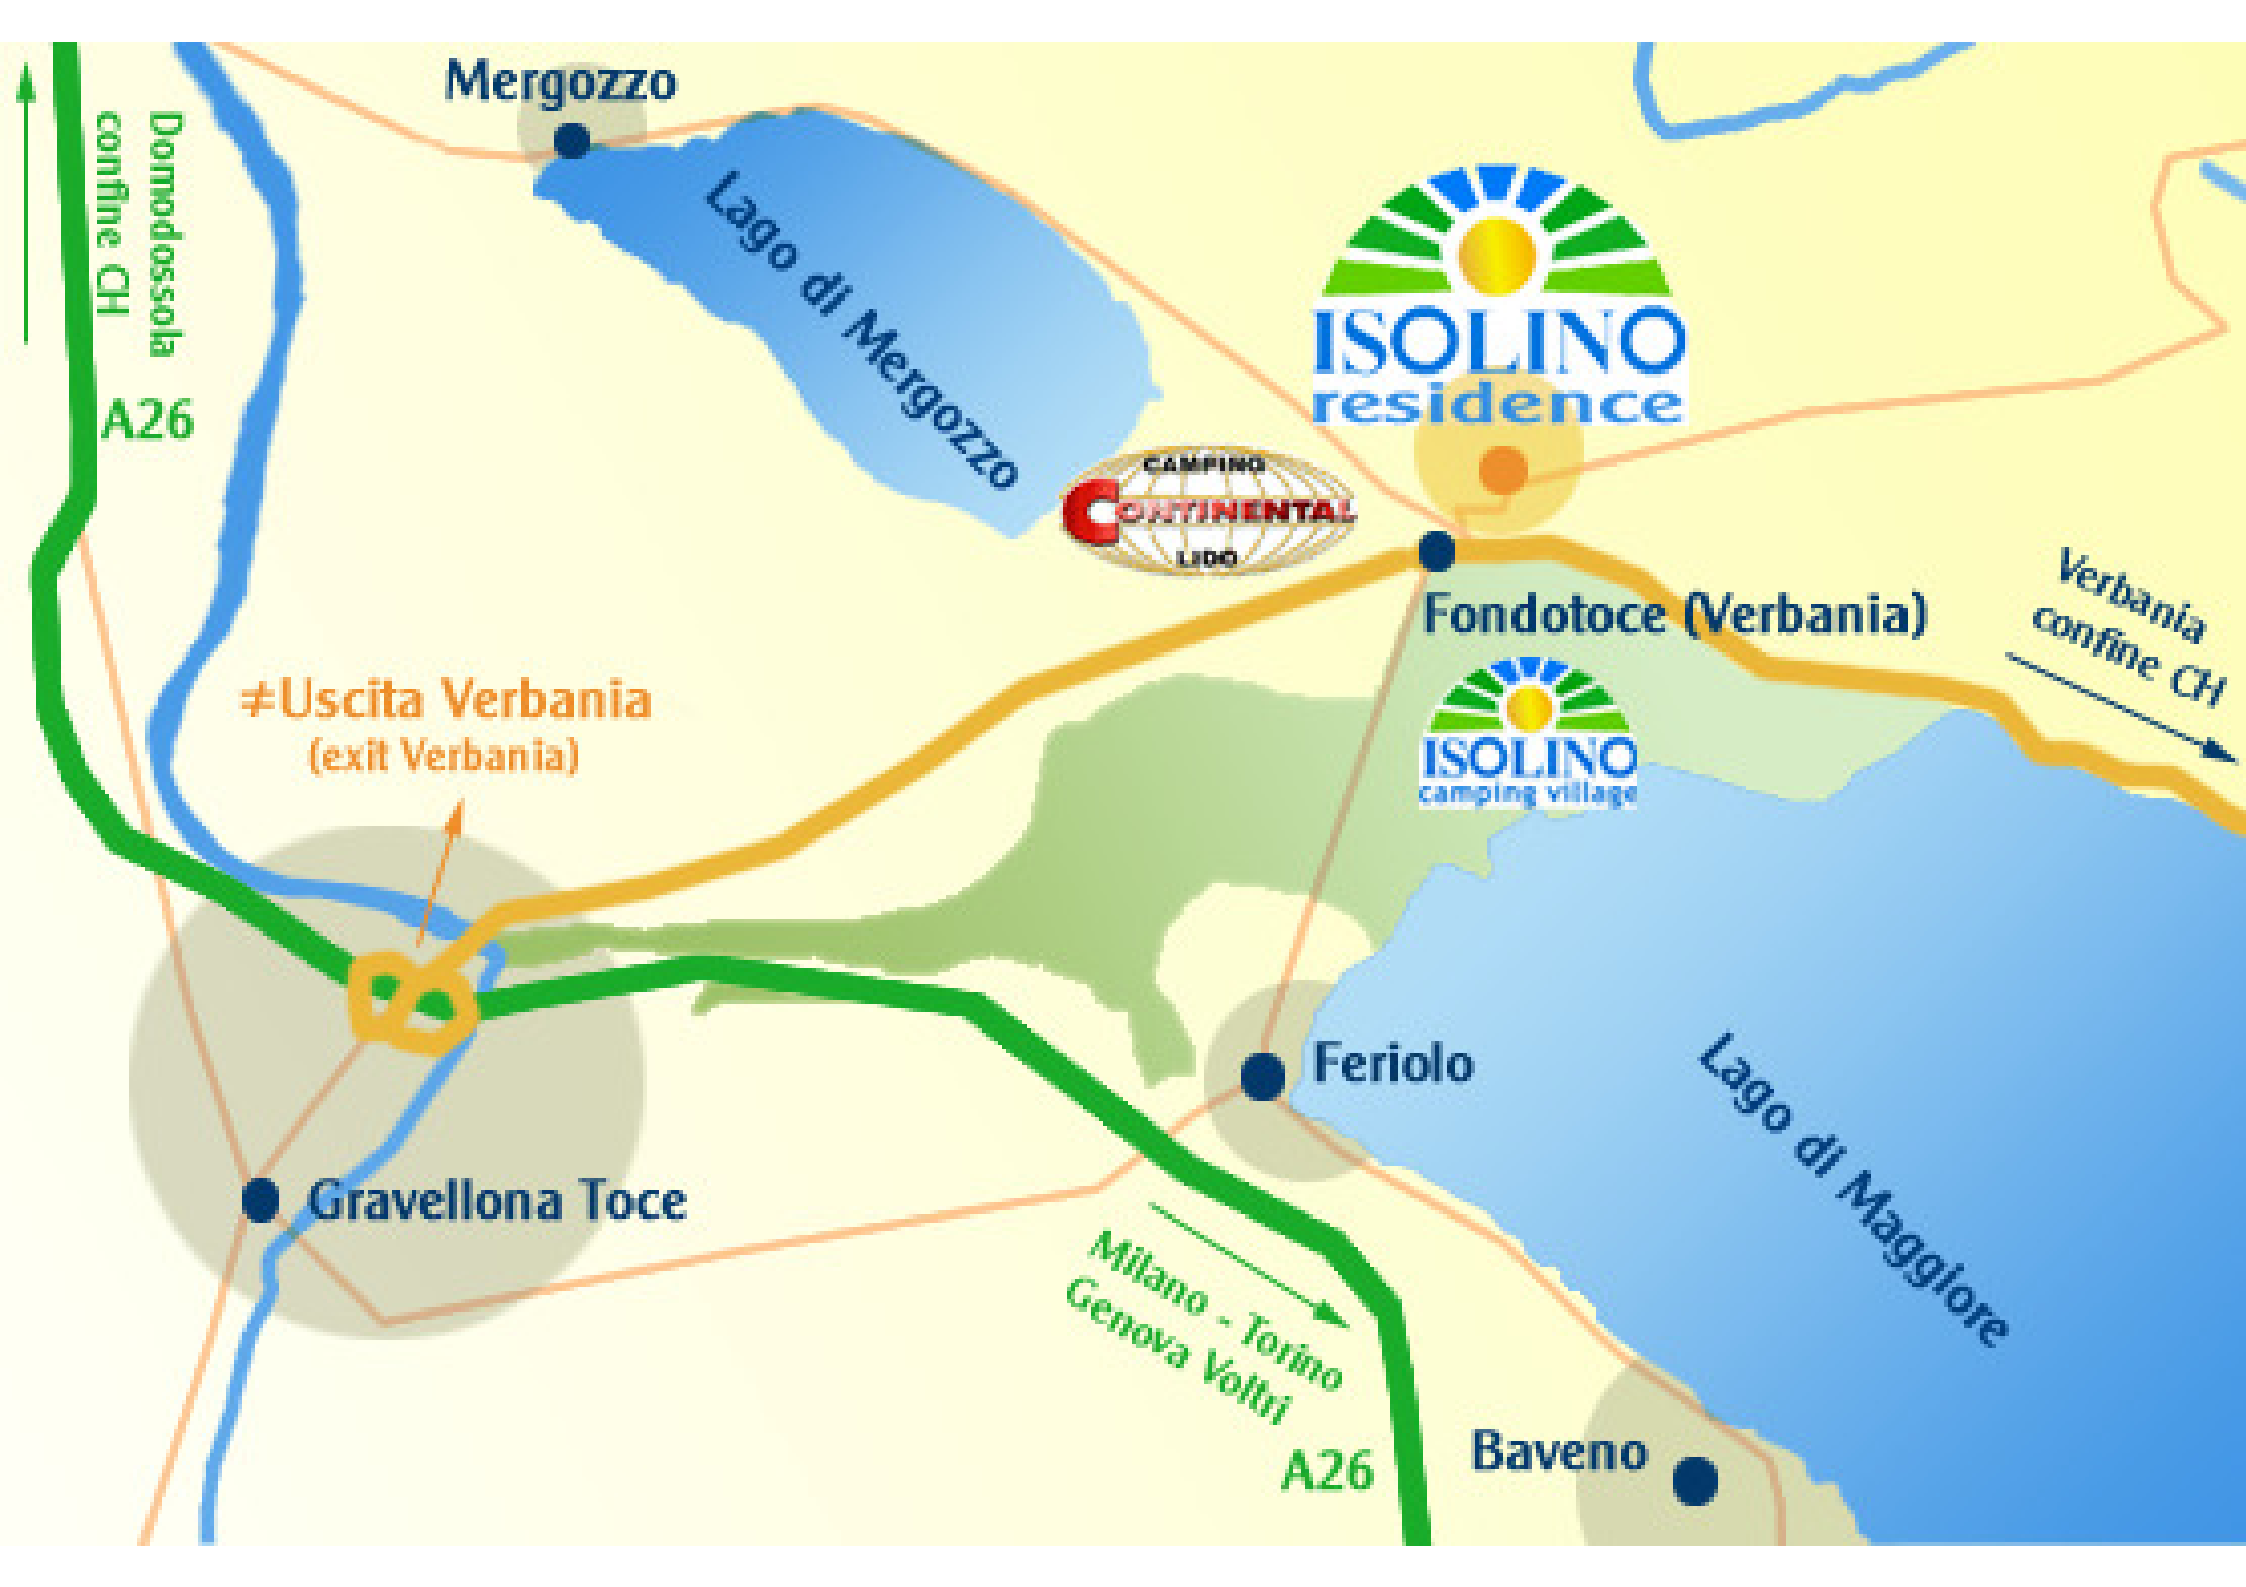 Mergozzo
Domodossola
confine CH
A26
Lago di Mergozzo
ISOLINO
residence
CAMPING
CONTINENTAL
LIDO
Fondotoce (Verbania)
Verbania
confine CH
ISOLINO
camping village
≠Uscita Verbania
(exit Verbania)
Feriolo
Lago di Maggiore
Gravellona Toce
Milano - Torino
Genova Voltri
A26
Baveno